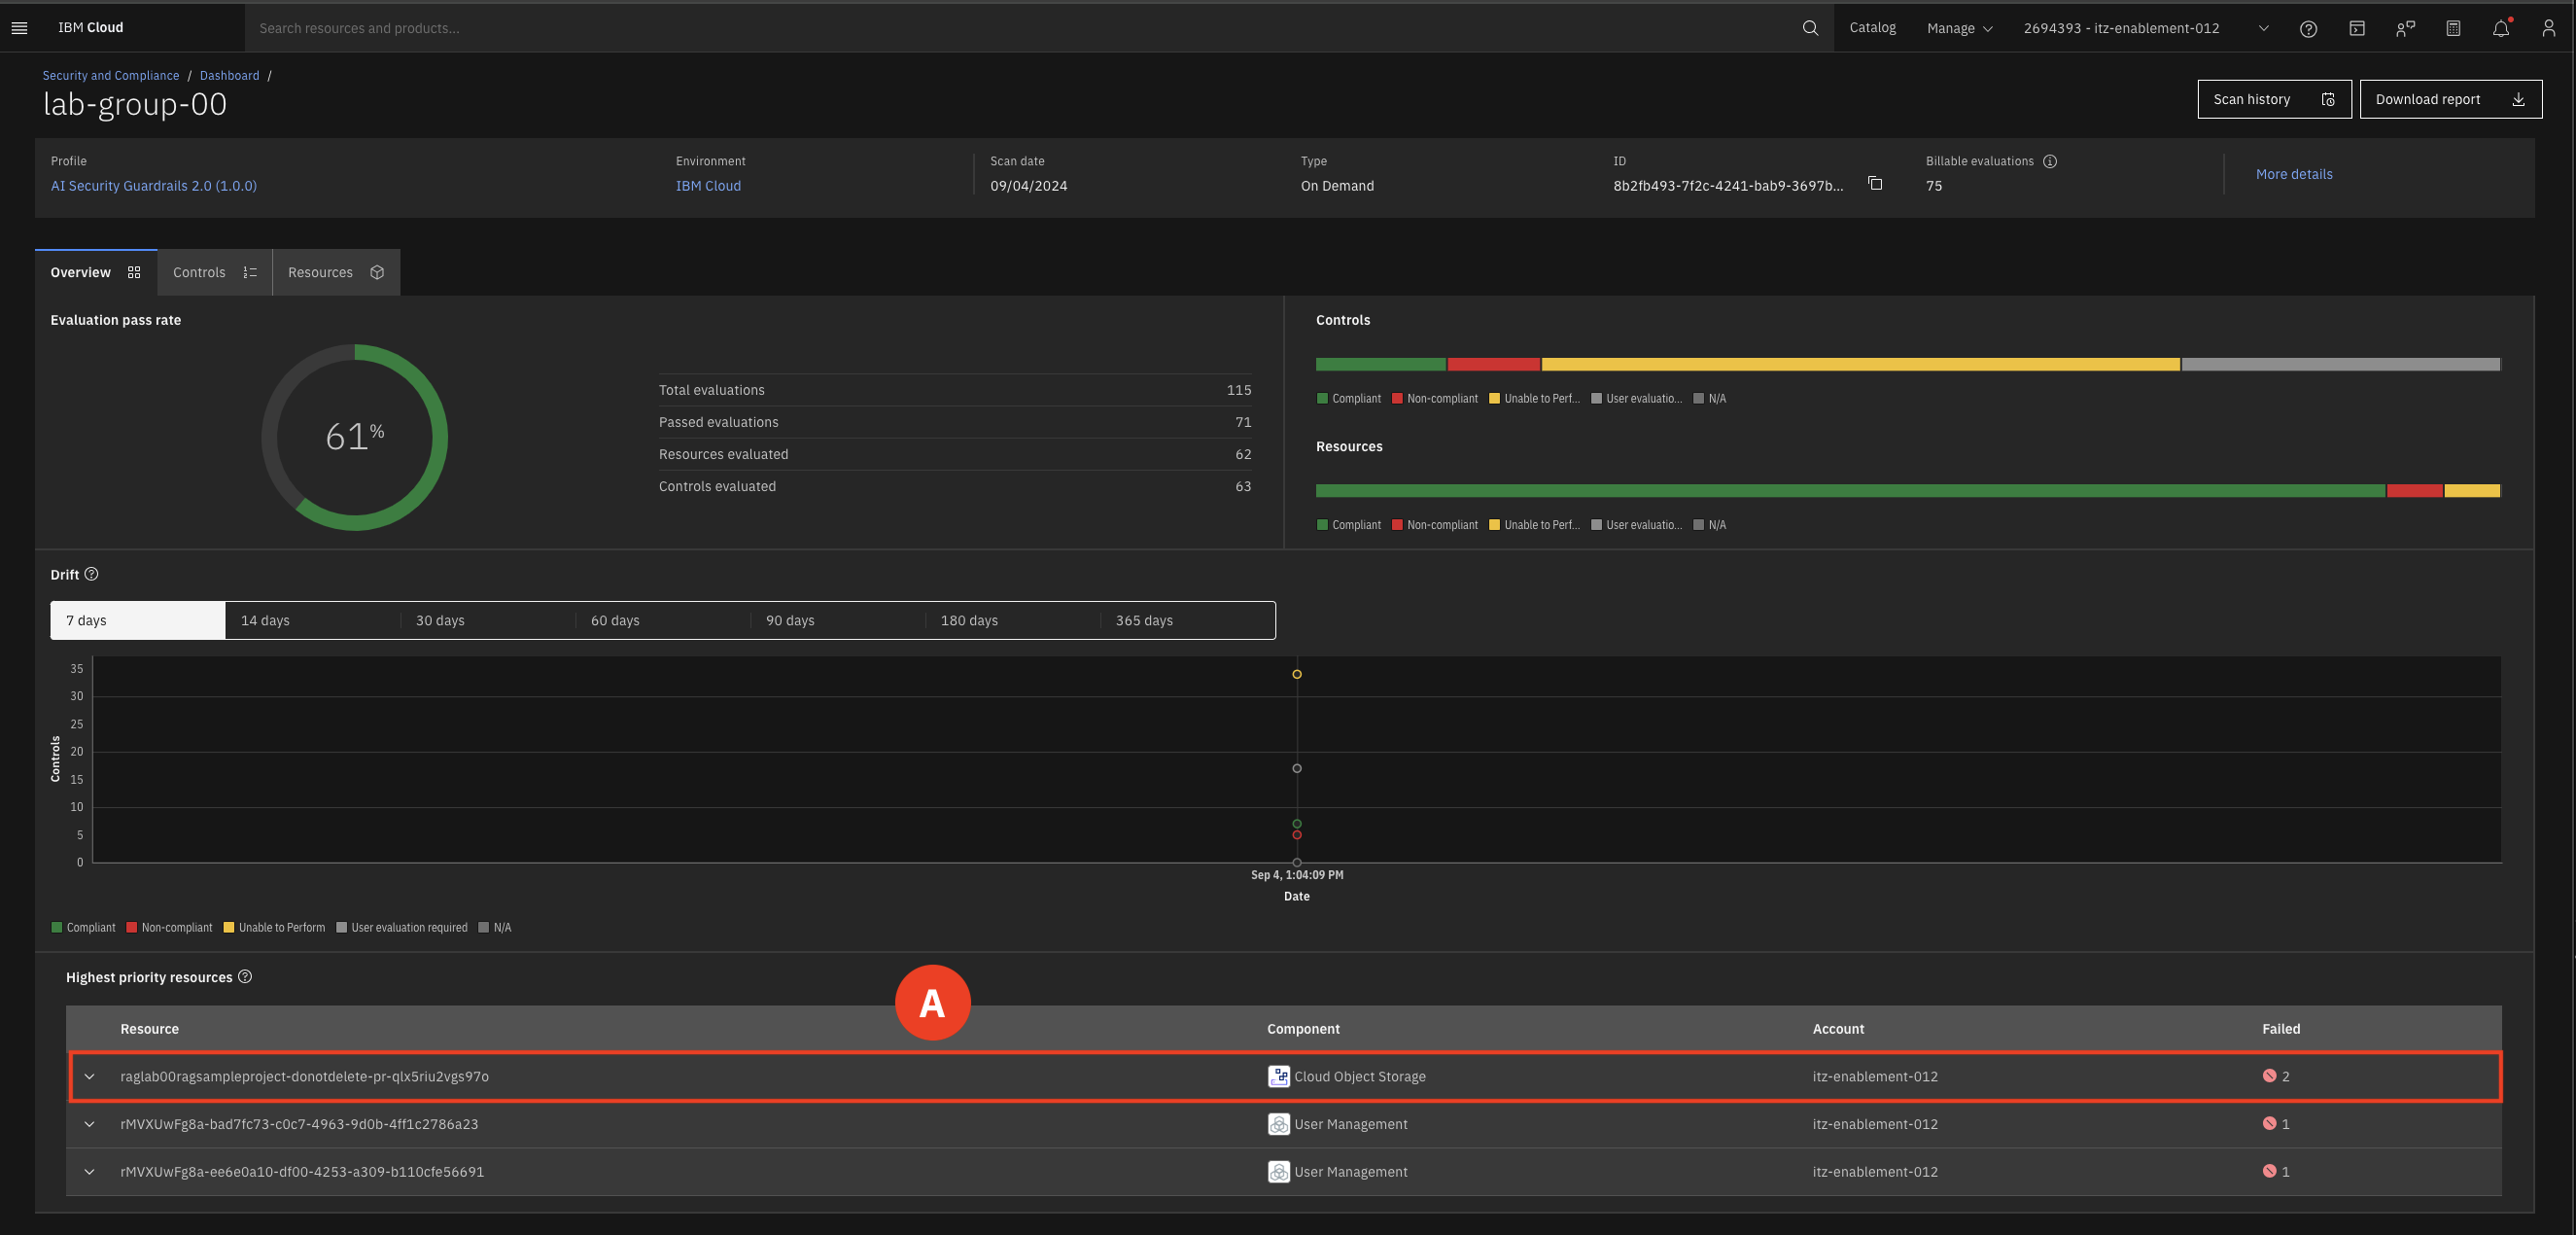 IBM Cloud
Search resources and products...
Catalog
Manage
2694393 - itz-enablement-012
Security and Compliance / Dashboard /
lab-group-00
Scan history
Download report
Profile
AI Security Guardrails 2.0 (1.0.0)
Environment
IBM Cloud
Scan date
09/04/2024
Type
On Demand
ID
8b2fb493-7f2c-4241-bab9-3697b...
Billable evaluations
75
More details
Overview
Controls
Resources
Evaluation pass rate
61%
Total evaluations 115
Passed evaluations 71
Resources evaluated 62
Controls evaluated 63
Controls
Compliant Non-compliant Unable to Perf... User evaluatio... N/A
Resources
Compliant Non-compliant Unable to Perf... User evaluatio... N/A
Drift
7 days 14 days 30 days 60 days 90 days 180 days 365 days
35
30
25
20
15
10
5
0
Controls
Sep 4, 1:04:09 PM
Date
Compliant Non-compliant Unable to Perform User evaluation required N/A
Highest priority resources
A
Resource Component Account Failed
raglab00ragsampleproject-donotdelete-pr-qlx5riu2vgs97o Cloud Object Storage itz-enablement-012 2
rMVXUwFg8a-bad7fc73-c0c7-4963-9d0b-4ff1c2786a23 User Management itz-enablement-012 1
rMVXUwFg8a-ee6e0a10-df00-4253-a309-b110cfe56691 User Management itz-enablement-012 1